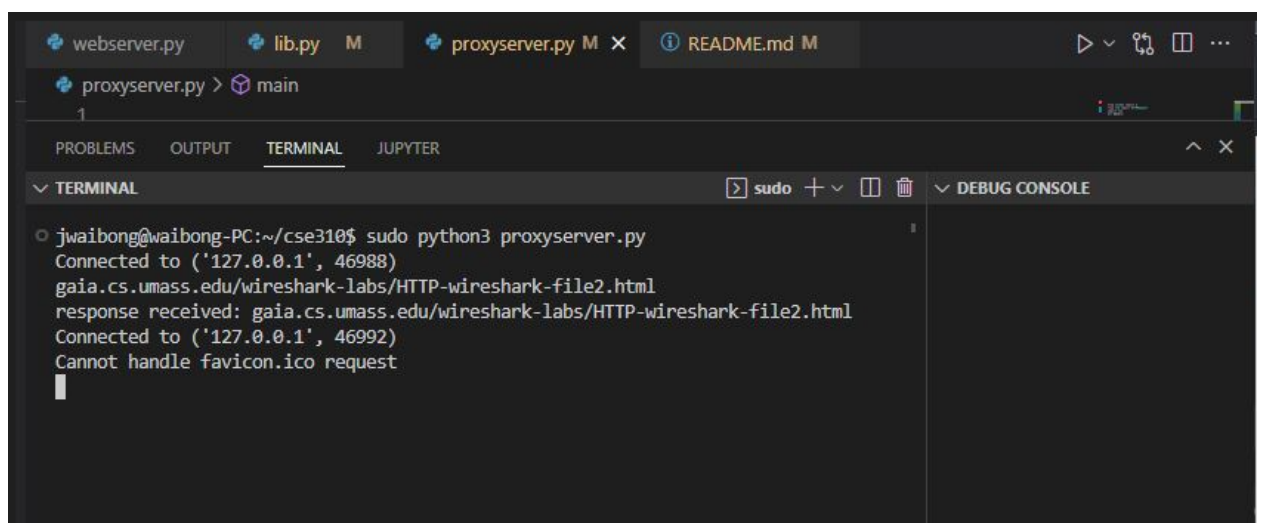 webserver.py lib.py M proxyserver.py M README.md M
proxyserver.py > main
1
PROBLEMS OUTPUT TERMINAL JUPYTER
TERMINAL sudo DEBUG CONSOLE
jwaibong@waibong-PC:~/cse310$ sudo python3 proxyserver.py
Connected to ('127.0.0.1', 46988)
gaia.cs.umass.edu/wireshark-labs/HTTP-wireshark-file2.html
response received: gaia.cs.umass.edu/wireshark-labs/HTTP-wireshark-file2.html
Connected to ('127.0.0.1', 46992)
Cannot handle favicon.ico request